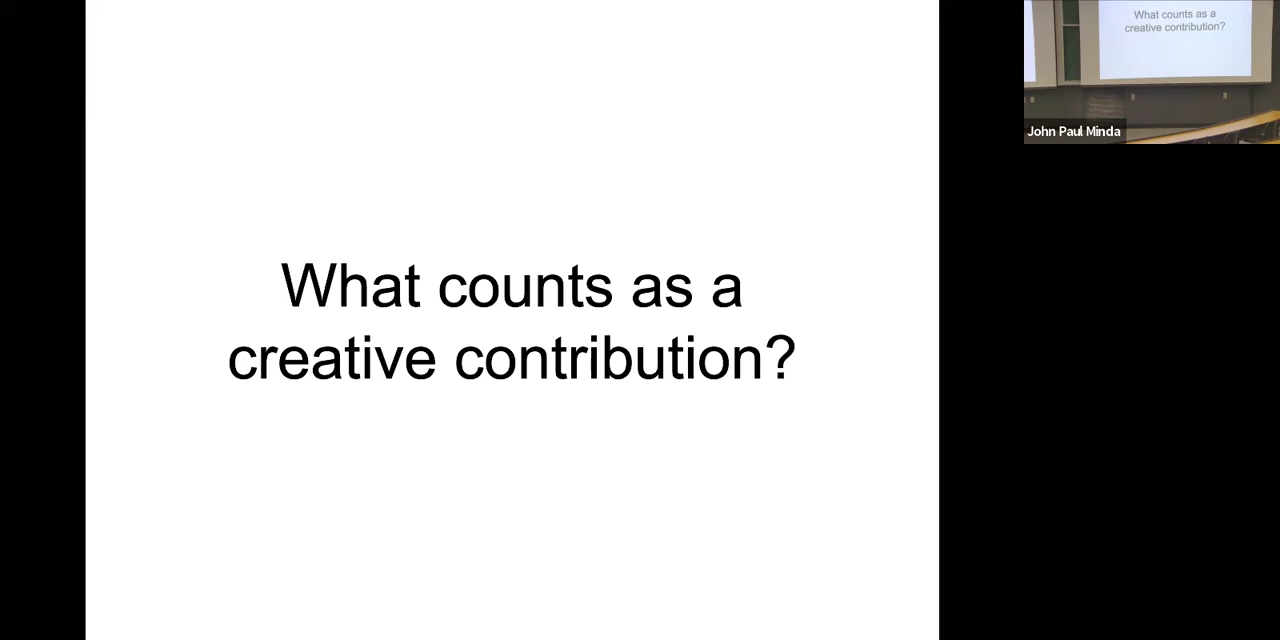 What counts as a
creative contribution?
What counts as a
creative contribution?
John Paul Minda